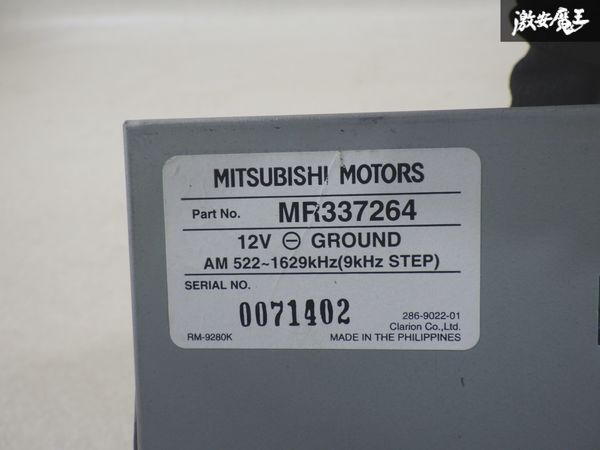 激安魔王
MITSUBISHI MOTORS
Part No. MR337264
12V ⊖ GROUND
AM 522~1629kHz(9kHz STEP)
SERIAL NO.
0071402
286-9022-01
Clarion Co.,Ltd.
RM-9280K MADE IN THE PHILIPPINES